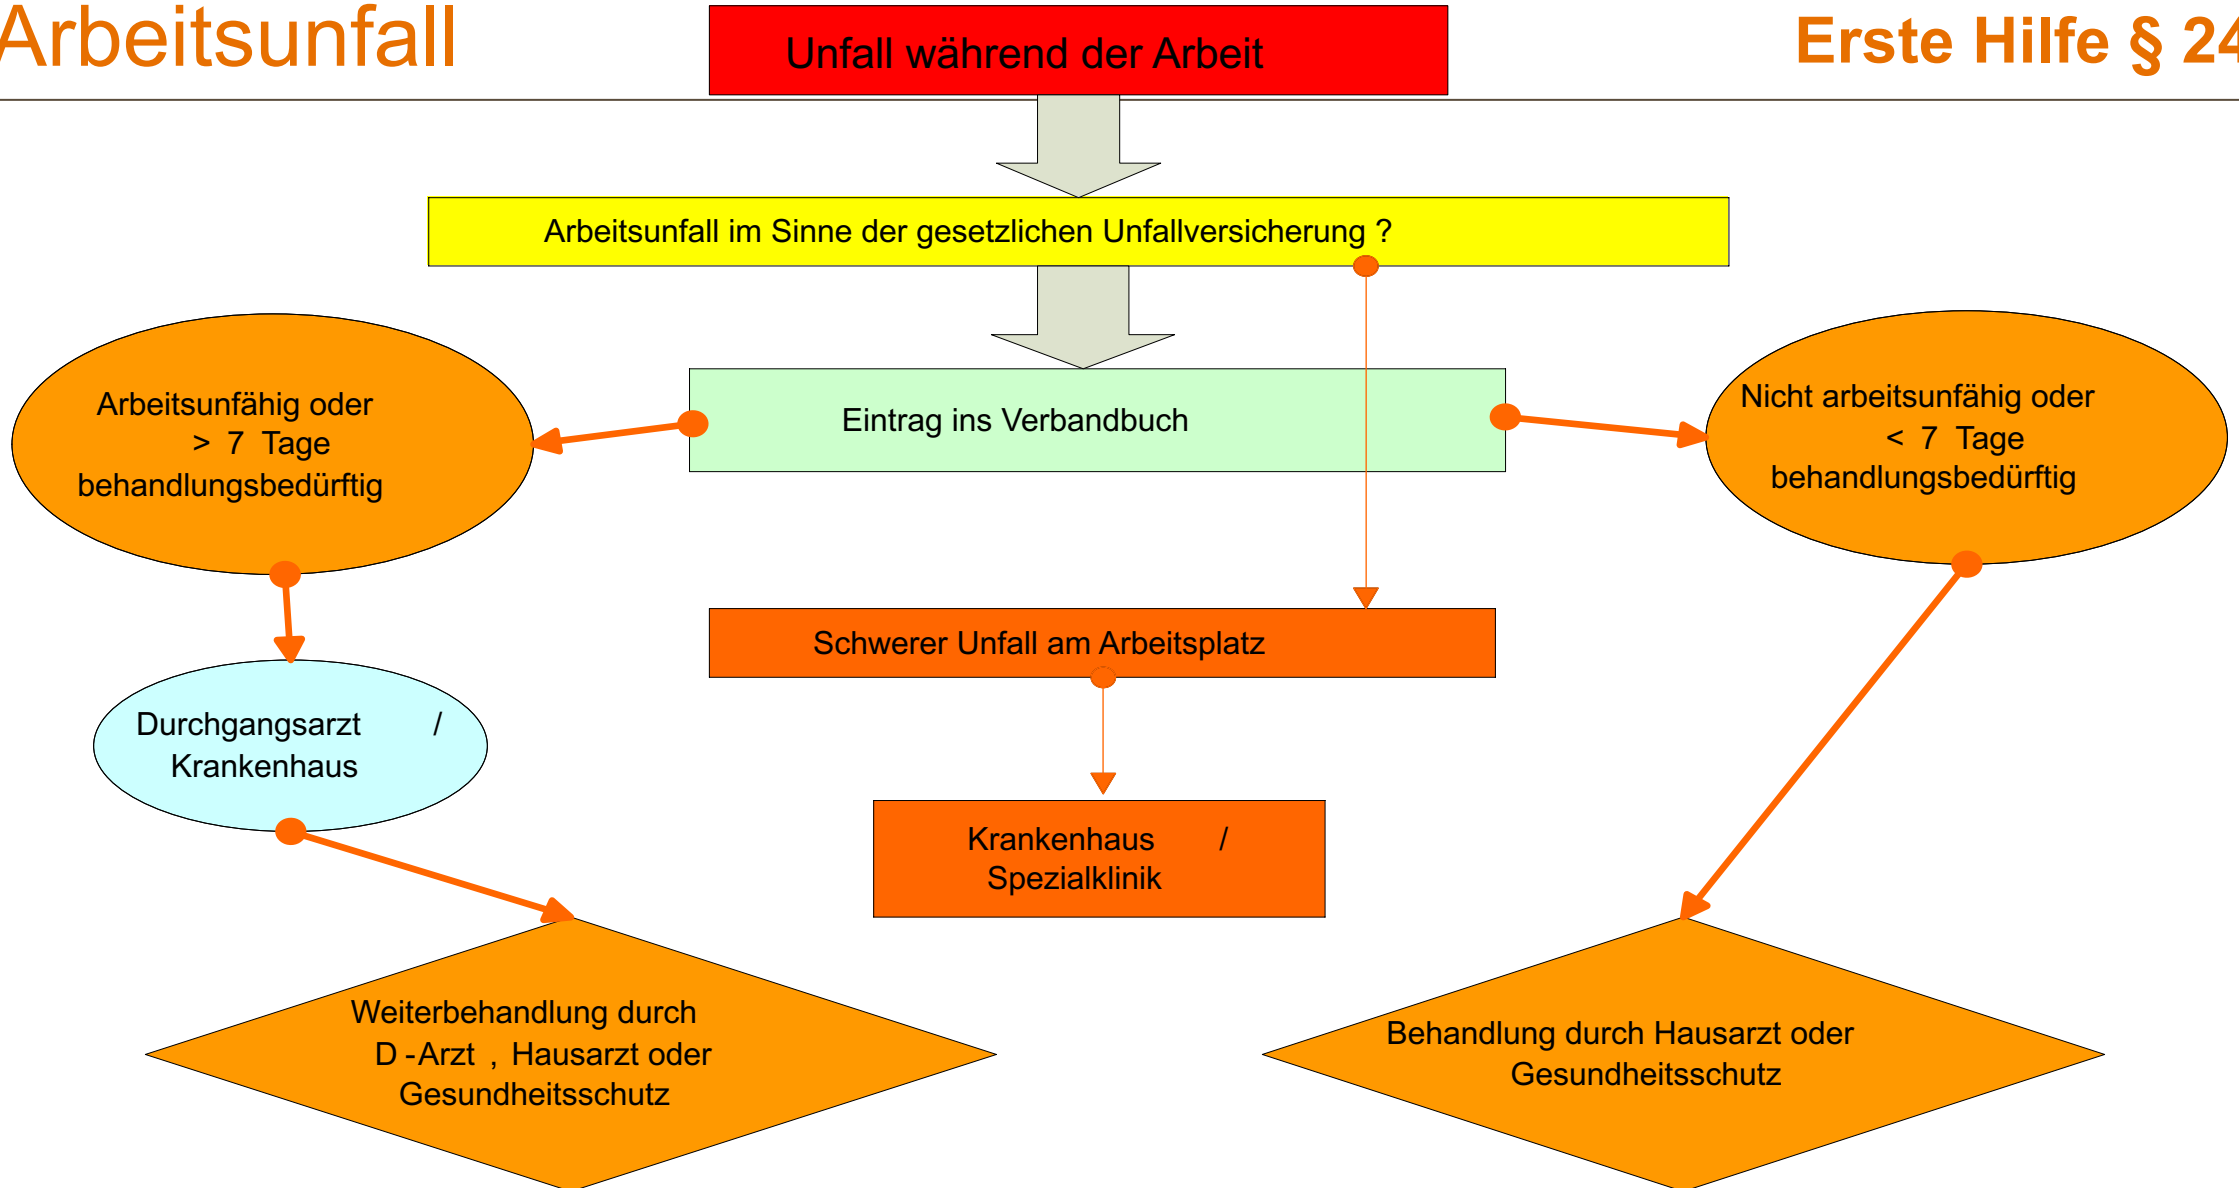 Arbeitsunfall
Unfall während der Arbeit
Erste Hilfe § 24
Arbeitsunfall im Sinne der gesetzlichen Unfallversicherung ?
Arbeitsunfähig oder
> 7 Tage
behandlungsbedürftig
Eintrag ins Verbandbuch
Nicht arbeitsunfähig oder
< 7 Tage
behandlungsbedürftig
Schwerer Unfall am Arbeitsplatz
Durchgangsarzt /
Krankenhaus
Krankenhaus /
Spezialklinik
Weiterbehandlung durch
D -Arzt , Hausarzt oder
Gesundheitsschutz
Behandlung durch Hausarzt oder
Gesundheitsschutz